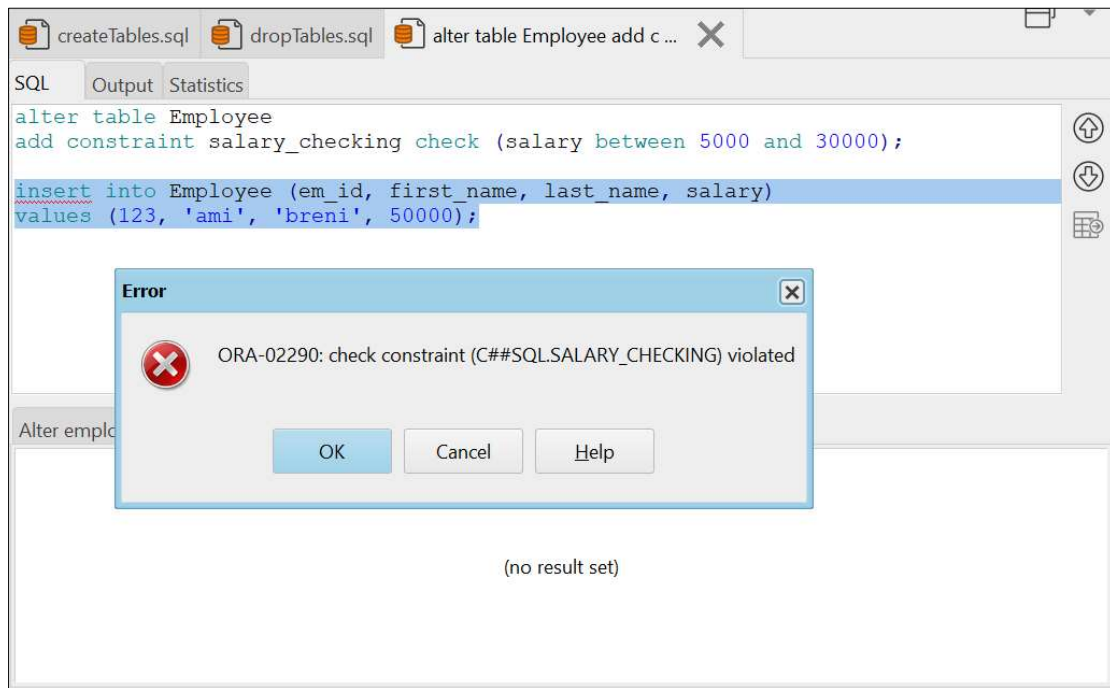 createTables.sql dropTables.sql alter table Employee add c ...
SQL Output Statistics
alter table Employee
add constraint salary_checking check (salary between 5000 and 30000);
insert into Employee (em_id, first_name, last_name, salary)
values (123, 'ami', 'breni', 50000);
Error
ORA-02290: check constraint (C##SQL.SALARY_CHECKING) violated
Alter emplo
OK Cancel Help
(no result set)